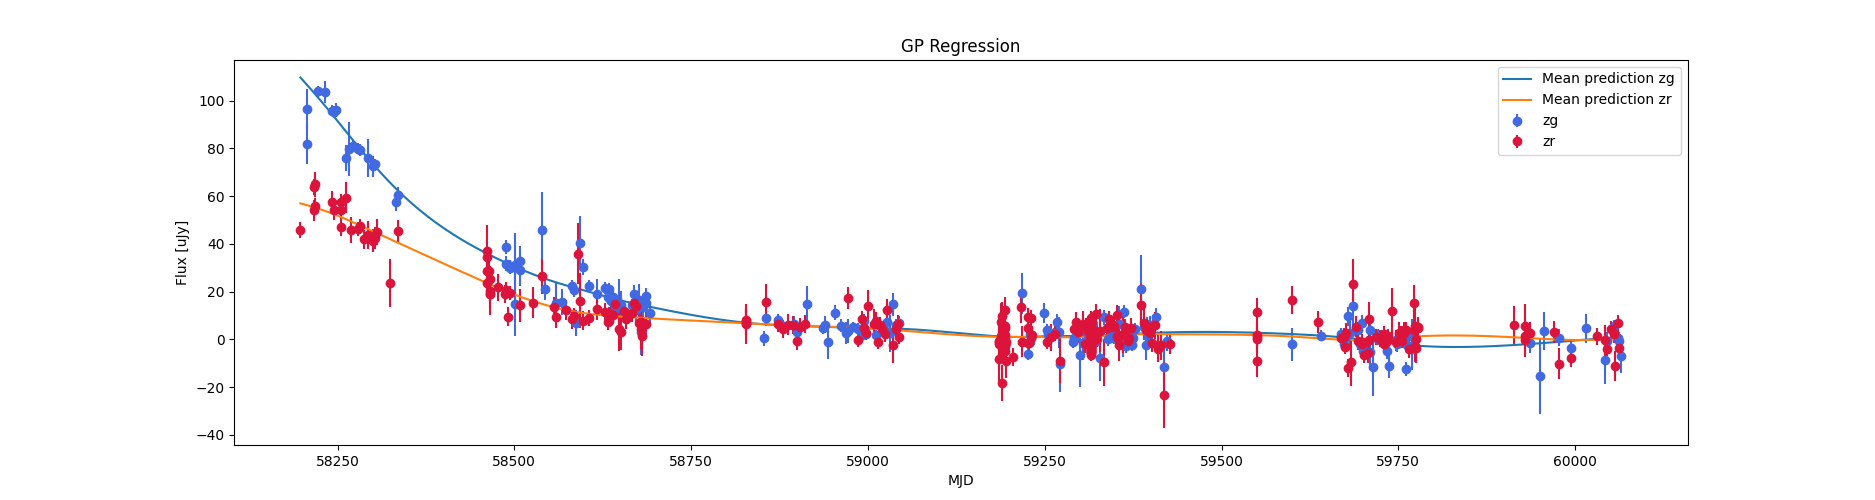 GP Regression
Mean prediction zg
Mean prediction zr
zg
zr
100
80
60
40
20
0
−20
−40
Flux [uJy]
58250 58500 58750 59000 59250 59500 59750 60000
MJD